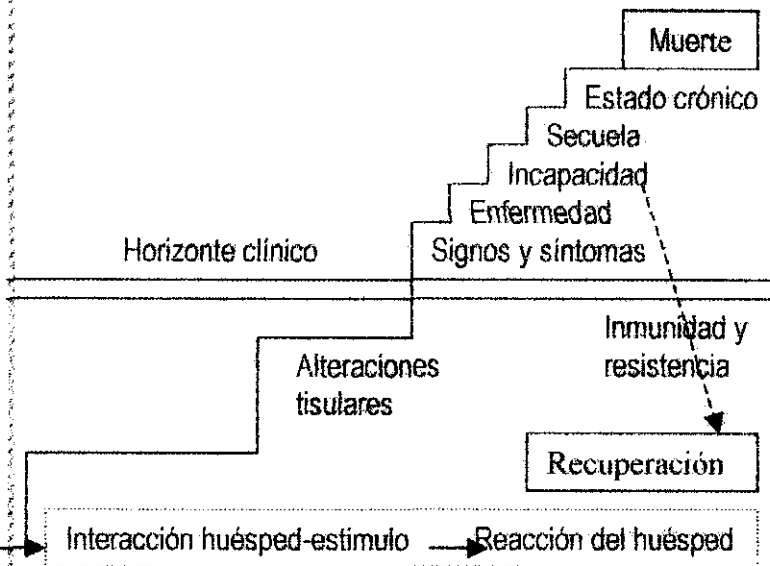 Muerte
Estado crónico
Secuela
Incapacidad
Enfermedad
Horizonte clínico
Signos y síntomas
Inmunidad y
resistencia
Alteraciones
tisulares
Recuperación
Interacción huésped-estimulo
Reacción del huésped